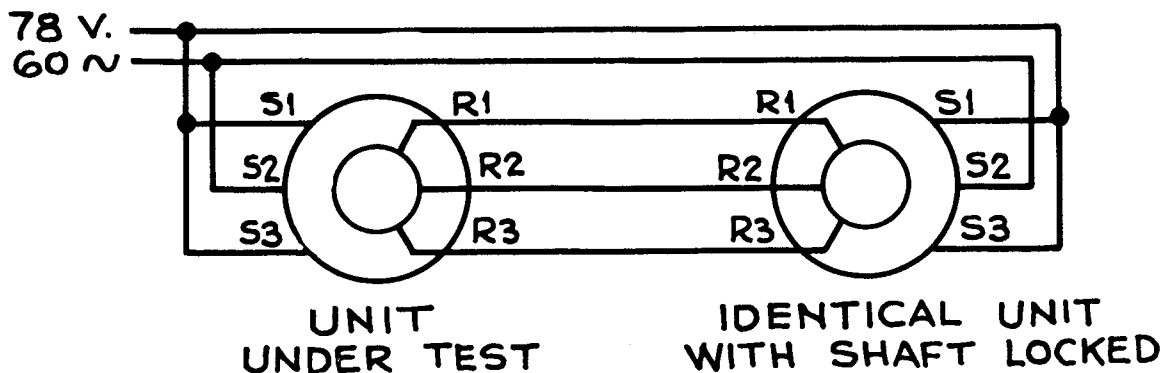 78 V.
60 ~
S1 R1 R1 S1
S2 R2 R2 S2
S3 R3 R3 S3
UNIT
UNDER TEST
IDENTICAL UNIT
WITH SHAFT LOCKED